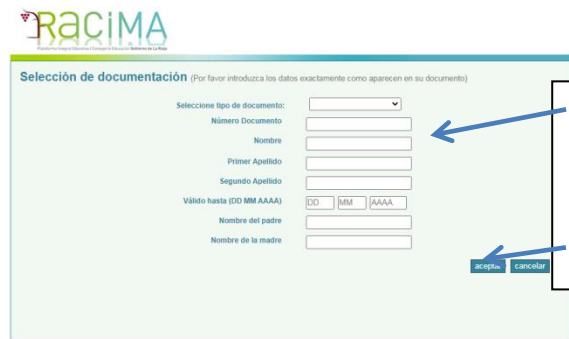 RaciMA
Plataforma Integral Educativa | Consejería Educación Gobierno de La Rioja
Selección de documentación (Por favor introduzca los datos exactamente como aparecen en su documento)
Seleccione tipo de documento:
Número Documento
Nombre
Primer Apellido
Segundo Apellido
Válido hasta (DD MM AAAA) DD MM AAAA
Nombre del padre
Nombre de la madre
cancelar